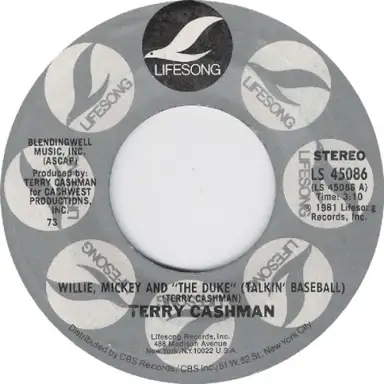 LIFESONG
LIFESONG
LIFESONG
BLENDINGWELL
MUSIC, INC.
(ASCAP)
Produced by:
TERRY CASHMAN
for CASHWEST
PRODUCTIONS,
INC.
73
STEREO
LS 45086
(LS 45086 A)
Time: 3:10
℗ 1981 Lifesong
Records, Inc.
LIFESONG
LIFESONG
LIFESONG
LIFESONG
WILLIE, MICKEY AND "THE DUKE" (TALKIN' BASEBALL)
(TERRY CASHMAN)
TERRY CASHMAN
Lifesong Records, Inc.
488 Madison Avenue
New York, N.Y. 10022 U.S.A.
Distributed by CBS Records / CBS Inc. / 51 W. 52 St. New York City